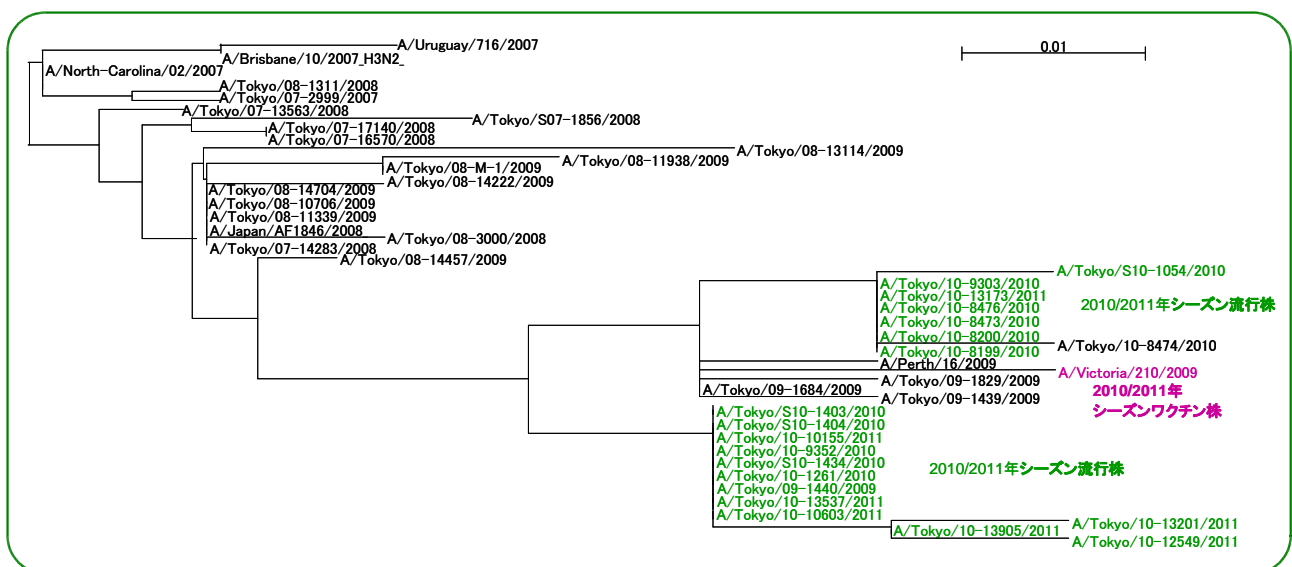 A/Uruguay/716/2007
0.01
A/Brisbane/10/2007_H3N2_
A/North-Carolina/02/2007
A/Tokyo/08-1311/2008
A/Tokyo/07-2999/2007
A/Tokyo/07-13563/2008
A/Tokyo/S07-1856/2008
A/Tokyo/07-17140/2008
A/Tokyo/07-16570/2008
A/Tokyo/08-13114/2009
A/Tokyo/08-11938/2009
A/Tokyo/08-M-1/2009
A/Tokyo/08-14222/2009
A/Tokyo/08-14704/2009
A/Tokyo/08-10706/2009
A/Tokyo/08-11339/2009
A/Japan/AF1846/2008
A/Tokyo/08-3000/2008
A/Tokyo/07-14283/2008
A/Tokyo/08-14457/2009
A/Tokyo/S10-1054/2010
A/Tokyo/10-9303/2010
A/Tokyo/10-13173/2011
2010/2011年シーズン流行株
A/Tokyo/10-8476/2010
A/Tokyo/10-8473/2010
A/Tokyo/10-8200/2010
A/Tokyo/10-8474/2010
A/Tokyo/10-8199/2010
A/Perth/16/2009
A/Victoria/210/2009
A/Tokyo/09-1829/2009
A/Tokyo/09-1684/2009
2010/2011年
A/Tokyo/09-1439/2009
シーズンワクチン株
A/Tokyo/S10-1403/2010
A/Tokyo/S10-1404/2010
A/Tokyo/10-10155/2011
A/Tokyo/10-9352/2010
A/Tokyo/S10-1434/2010
2010/2011年シーズン流行株
A/Tokyo/10-1261/2010
A/Tokyo/09-1440/2009
A/Tokyo/10-13537/2011
A/Tokyo/10-10603/2011
A/Tokyo/10-13201/2011
A/Tokyo/10-13905/2011
A/Tokyo/10-12549/2011